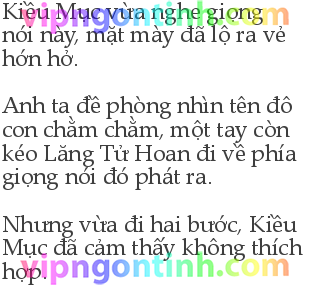 Kiều Mục vừa nghe giọng
nói này, mặt mày đã lộ ra vẻ
hớn hở.
Anh ta đề phòng nhìn tên đô
con chằm chằm, một tay còn
kéo Lăng Tử Hoan đi về phía
giọng nói đó phát ra.
Nhưng vừa đi hai bước, Kiều
Mục đã cảm thấy không thích
hợp.
vipngontinh.com
vipngontinh.com